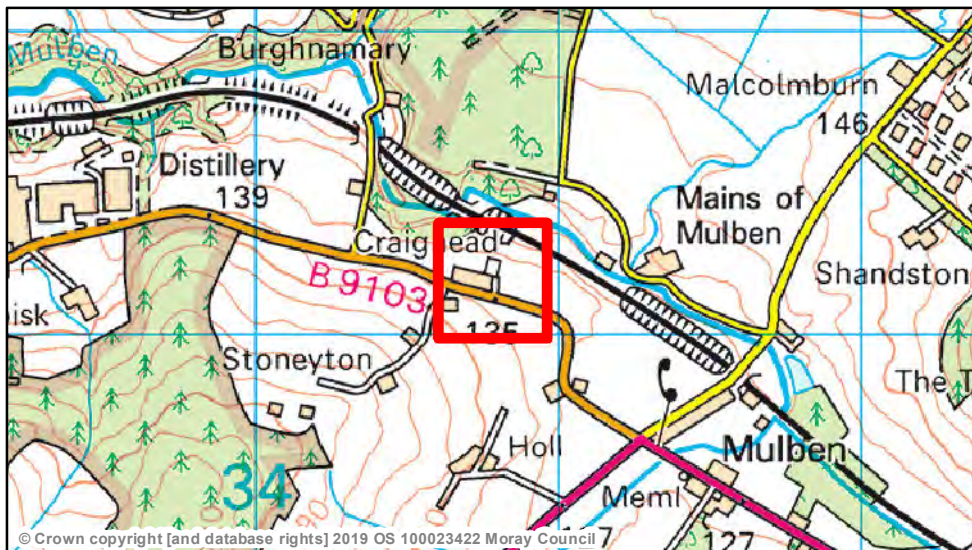 Mulben
Burghnamary
Malcolmburn
146
Distillery
139
Mains of
Mulben
Craighead
Shandston
B 9103
isk
135
Stoneyton
The T
Holl
Mulben
34
Meml
127
© Crown copyright [and database rights] 2019 OS 100023422 Moray Council